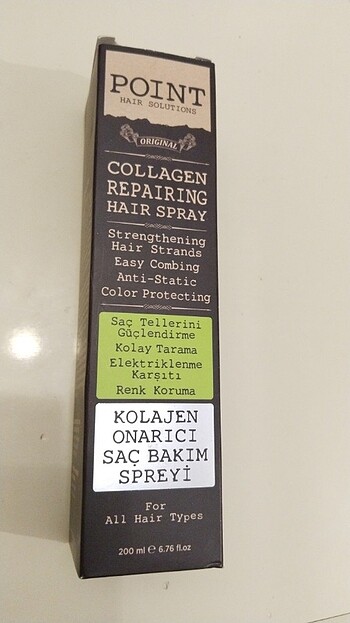 POINT
HAIR SOLUTIONS
ORIGINAL
COLLAGEN
REPAIRING
HAIR SPRAY
Strengthening
Hair Strands
Easy Combing
Anti-Static
Color Protecting
Saç Tellerini
Güçlendirme
Kolay Tarama
Elektriklenme
Karşıtı
Renk Koruma
KOLAJEN
ONARICI
SAÇ BAKIM
SPREYİ
For
All Hair Types
200 ml ℮ 6.76 fl.oz